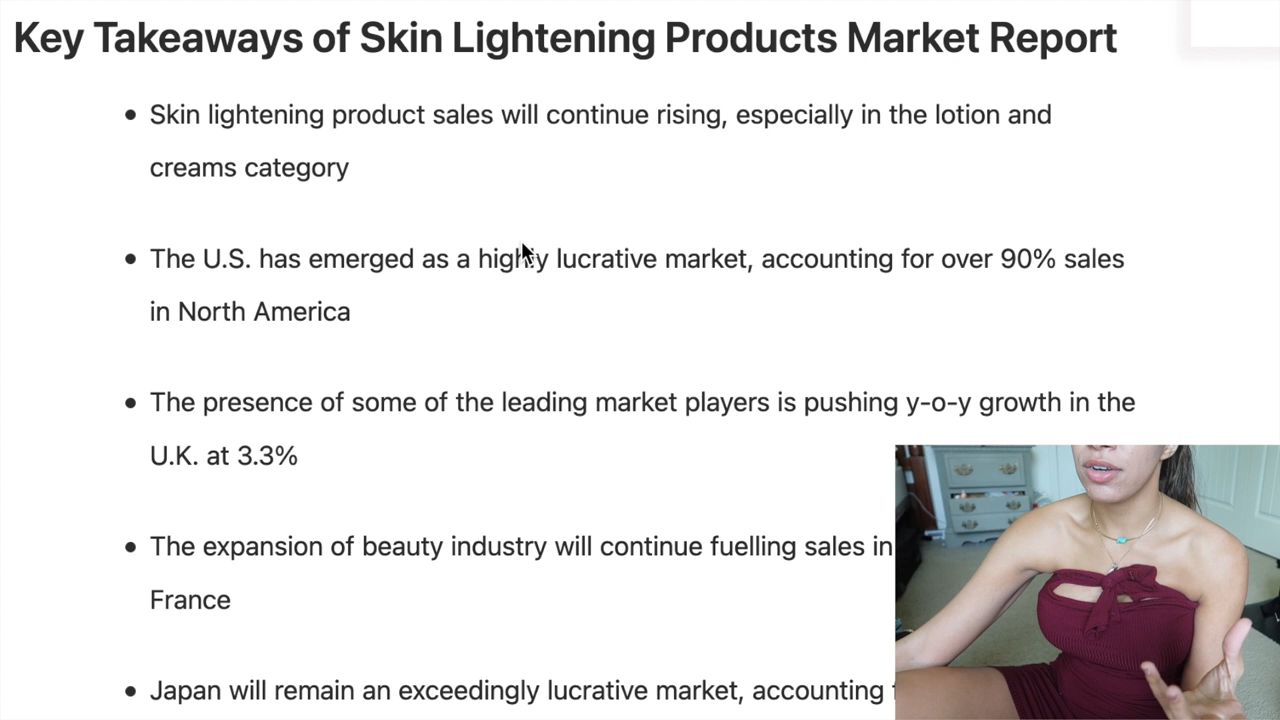 Key Takeaways of Skin Lightening Products Market Report
• Skin lightening product sales will continue rising, especially in the lotion and
creams category
• The U.S. has emerged as a highly lucrative market, accounting for over 90% sales
in North America
• The presence of some of the leading market players is pushing y-o-y growth in the
U.K. at 3.3%
• The expansion of beauty industry will continue fuelling sales in
France
• Japan will remain an exceedingly lucrative market, accounting